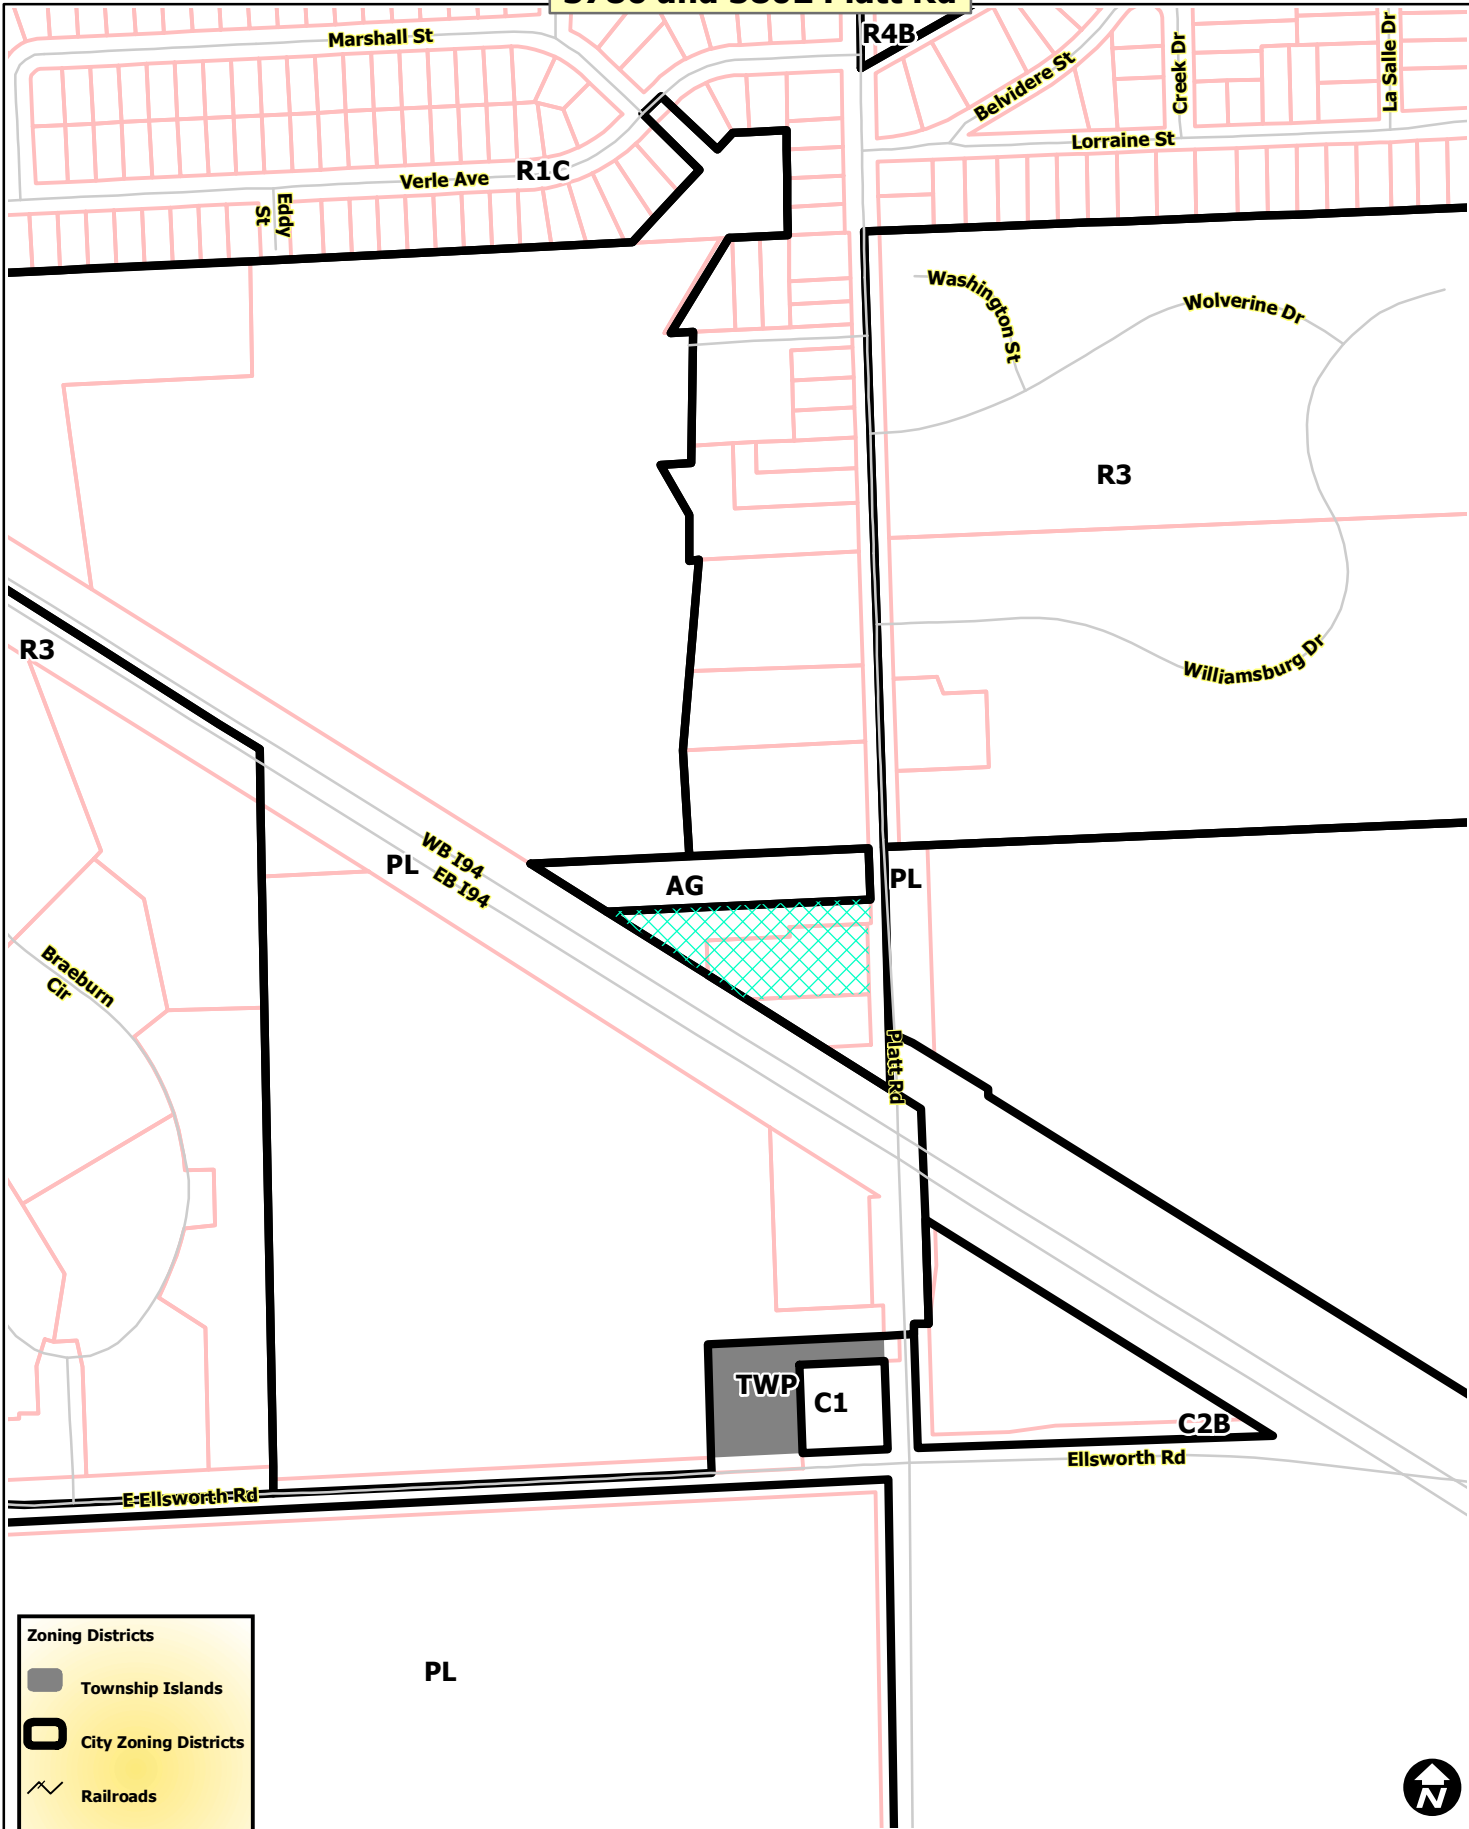 R4B
Marshall St
Belvidere St
Creek Dr
La Salle Dr
Lorraine St
R1C
Verle Ave
Eddy
St
Washington St
Wolverine Dr
R3
R3
Williamsburg Dr
WB I94
PL
EB I94
AG
PL
Braeburn
Cir
Platt Rd
TWP
C1
C2B
Ellsworth Rd
E Ellsworth Rd
PL
Zoning Districts
Township Islands
City Zoning Districts
Railroads
N